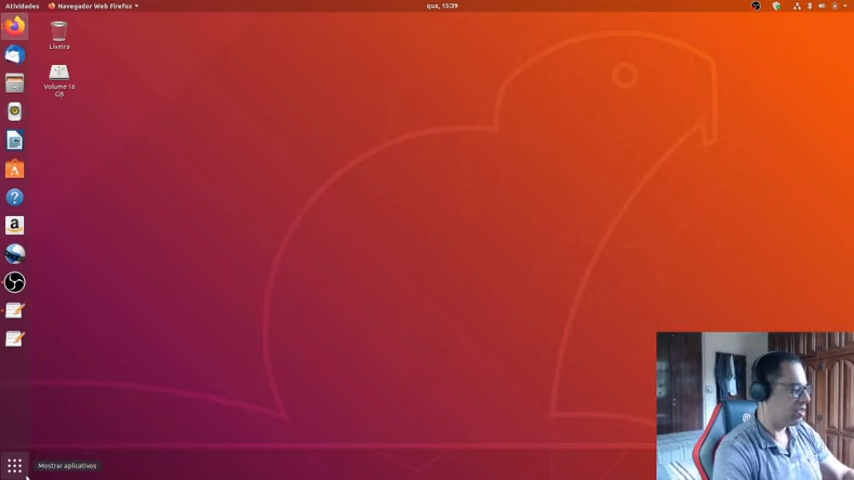 Atividades
Navegador Web Firefox
qua, 15:39
Lixeira
Volume 16
GB
a
Mostrar aplicativos